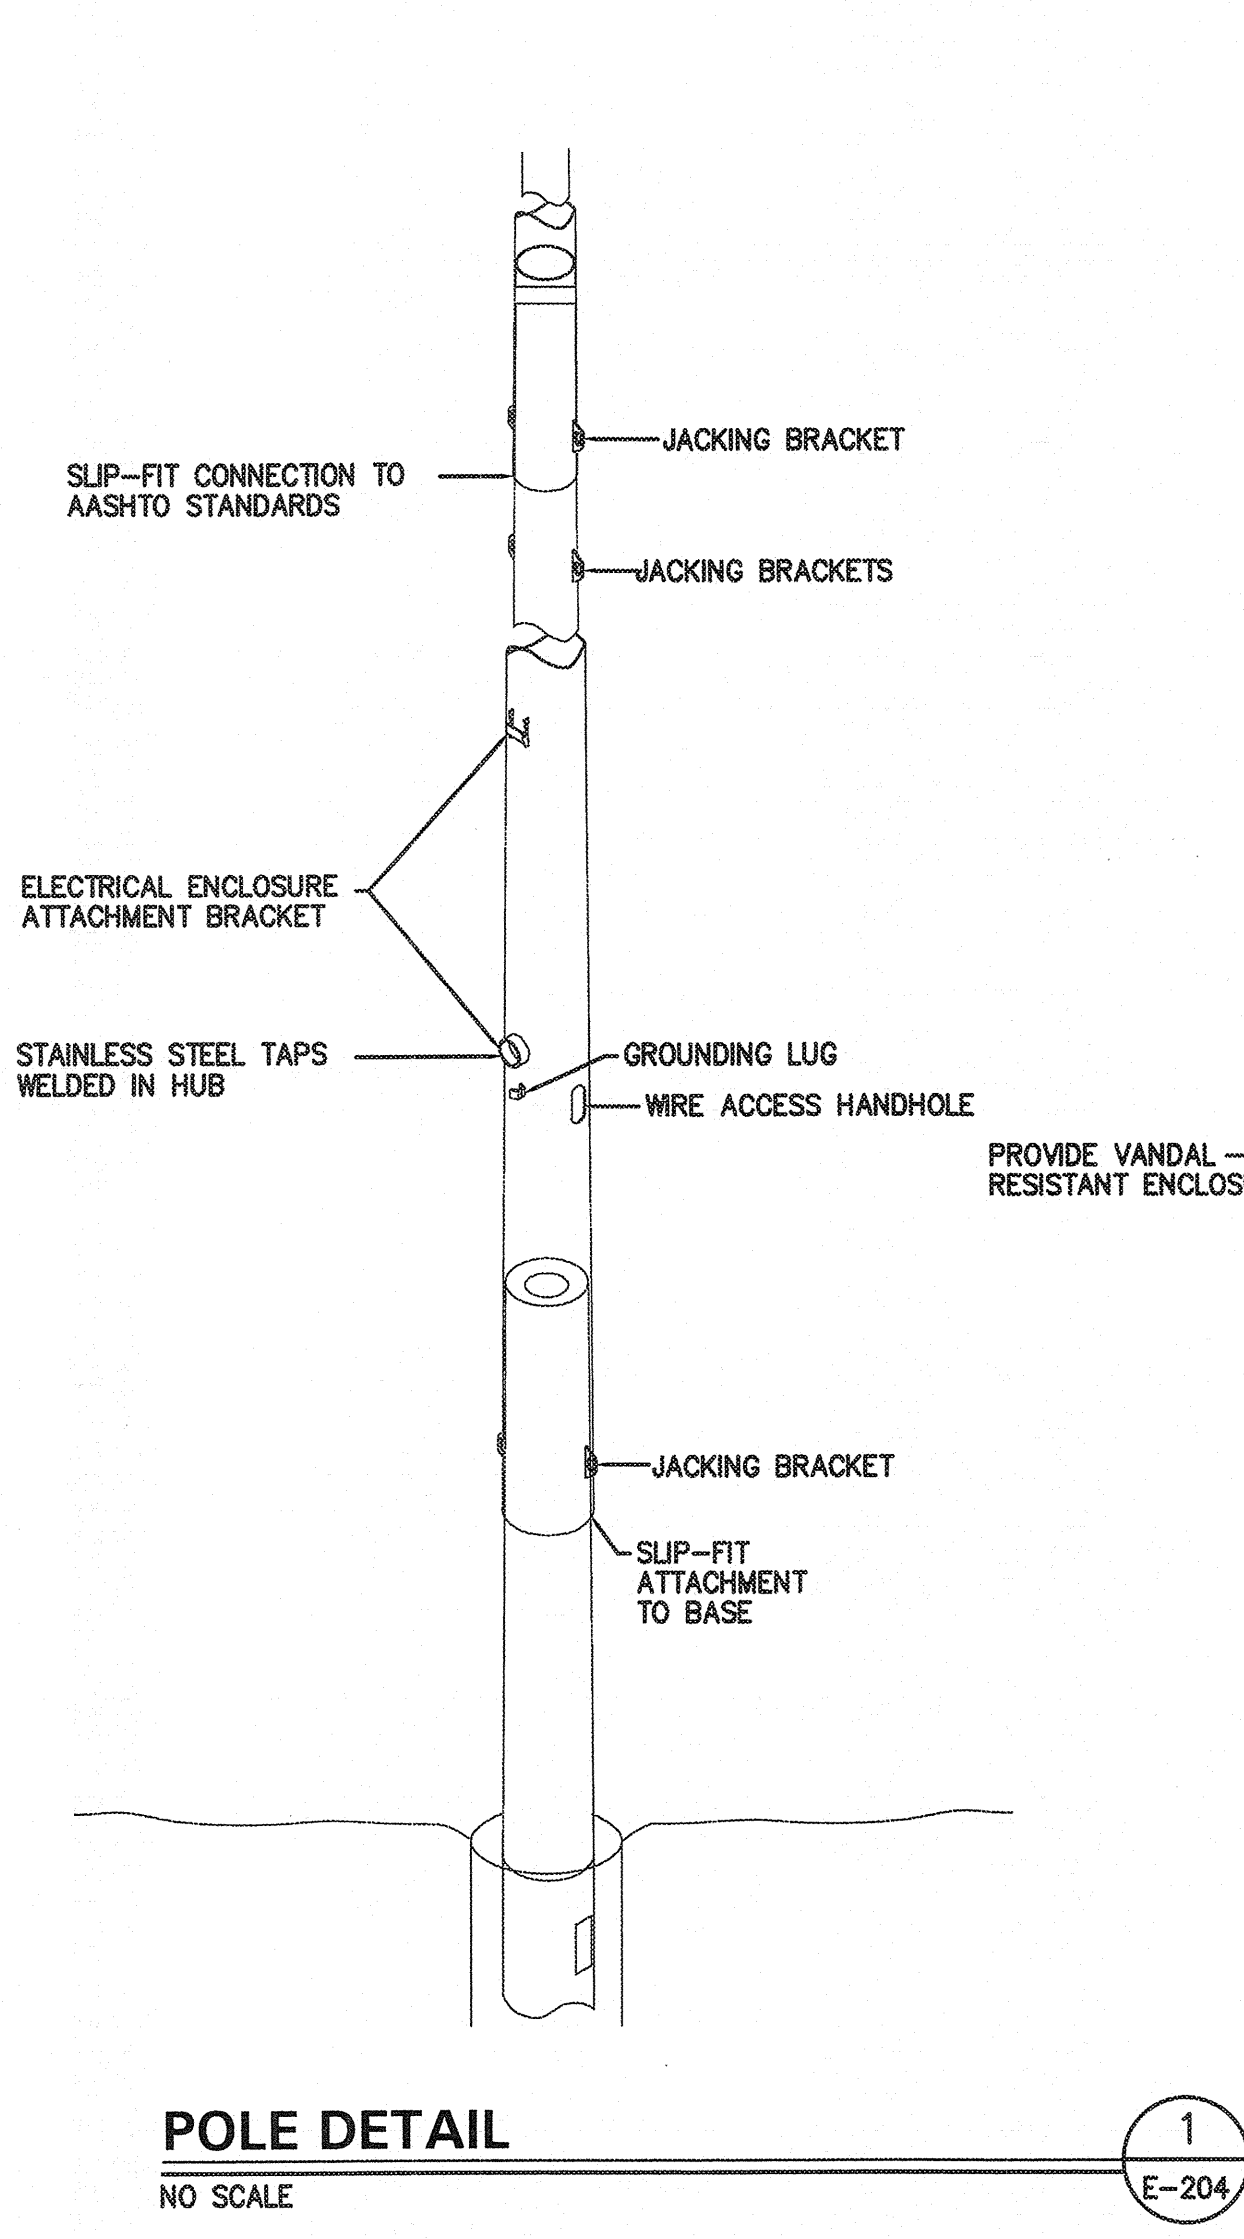 JACKING BRACKET
SLIP-FIT CONNECTION TO
AASHTO STANDARDS
JACKING BRACKETS
ELECTRICAL ENCLOSURE
ATTACHMENT BRACKET
STAINLESS STEEL TAPS
WELDED IN HUB
GROUNDING LUG
WIRE ACCESS HANDHOLE
PROVIDE VANDAL
RESISTANT ENCLOS
JACKING BRACKET
SLIP-FIT
ATTACHMENT
TO BASE
POLE DETAIL
NO SCALE
1
E-204